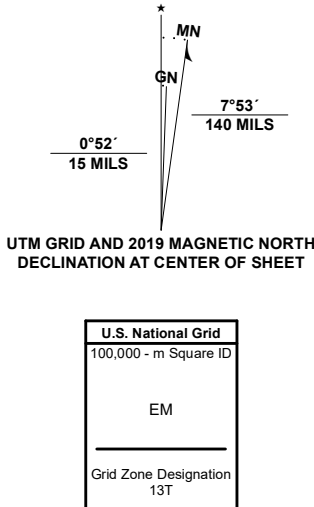 ★
MN
GN
7°53´
140 MILS
0°52´
15 MILS
UTM GRID AND 2019 MAGNETIC NORTH
DECLINATION AT CENTER OF SHEET
U.S. National Grid
100,000 - m Square ID
EM
Grid Zone Designation
13T